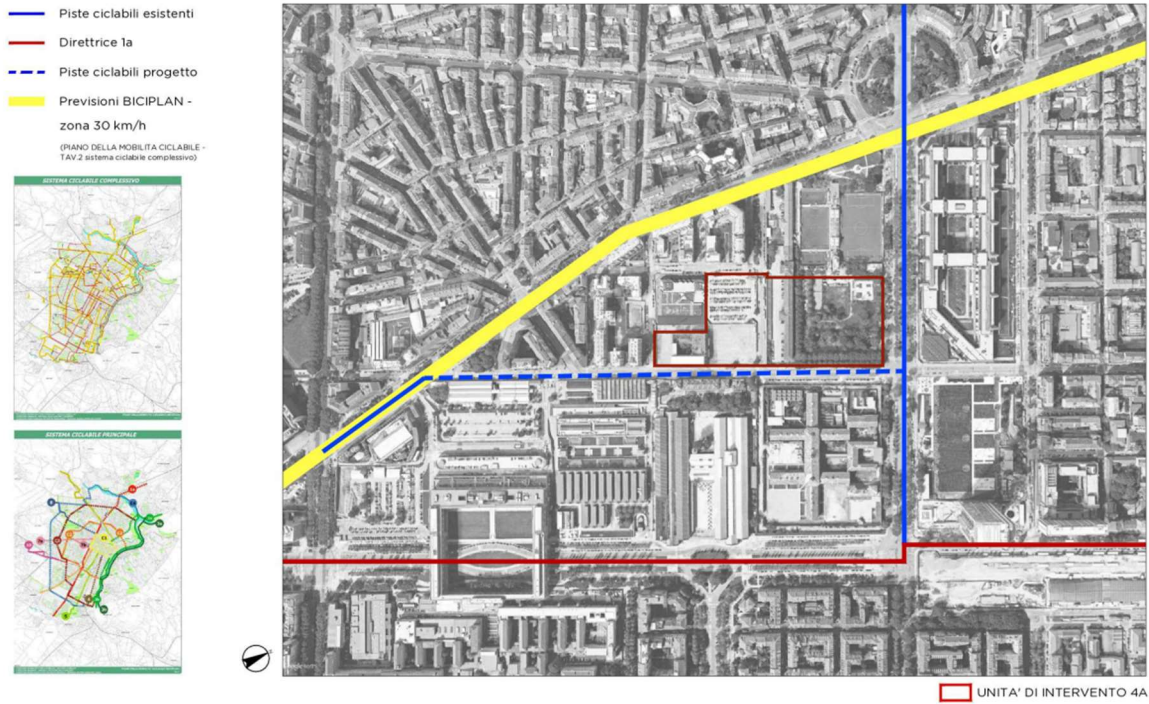 Piste ciclabili esistenti
Direttrice 1a
Piste ciclabili progetto
Previsioni BICIPLAN -
zona 30 km/h
(PIANO DELLA MOBILITA CICLABILE -
TAV.2 sistema ciclabile complessivo)
SISTEMA CICLABILE COMPLESSIVO
SISTEMA CICLABILE PRINCIPALE
UNITA' DI INTERVENTO 4A